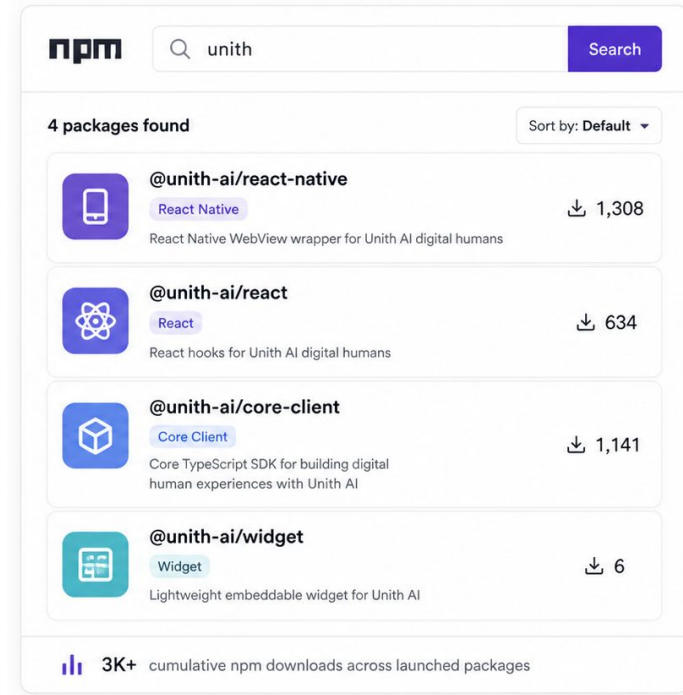 npm
unith
Search
4 packages found
Sort by: Default
@unith-ai/react-native
React Native
React Native WebView wrapper for Unith AI digital humans
1,308
@unith-ai/react
React
React hooks for Unith AI digital humans
634
@unith-ai/core-client
Core Client
Core TypeScript SDK for building digital
human experiences with Unith AI
1,141
@unith-ai/widget
Widget
Lightweight embeddable widget for Unith AI
6
3K+ cumulative npm downloads across launched packages